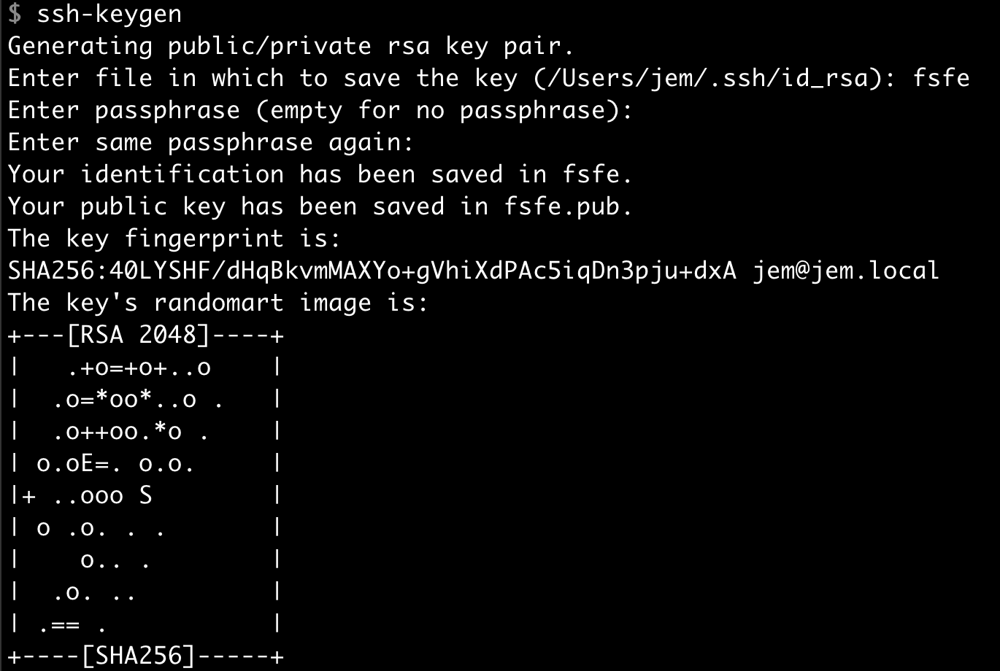 $ ssh-keygen
Generating public/private rsa key pair.
Enter file in which to save the key (/Users/jem/.ssh/id_rsa): fsfe
Enter passphrase (empty for no passphrase):
Enter same passphrase again:
Your identification has been saved in fsfe.
Your public key has been saved in fsfe.pub.
The key fingerprint is:
SHA256:40LYSHF/dHqBkvmMAXYo+gVhiXdPAc5iqDn3pju+dxA jem@jem.local
The key's randomart image is:
+---[RSA 2048]----+
|   .+o=+o+..o    |
|  .o=*oo*..o .   |
|  .o++oo.*o .    |
| o.oE=. o.o.     |
|+ ..ooo S        |
| o .o. . .       |
|    o.. .        |
|  .o. ..         |
| .== .           |
+----[SHA256]-----+